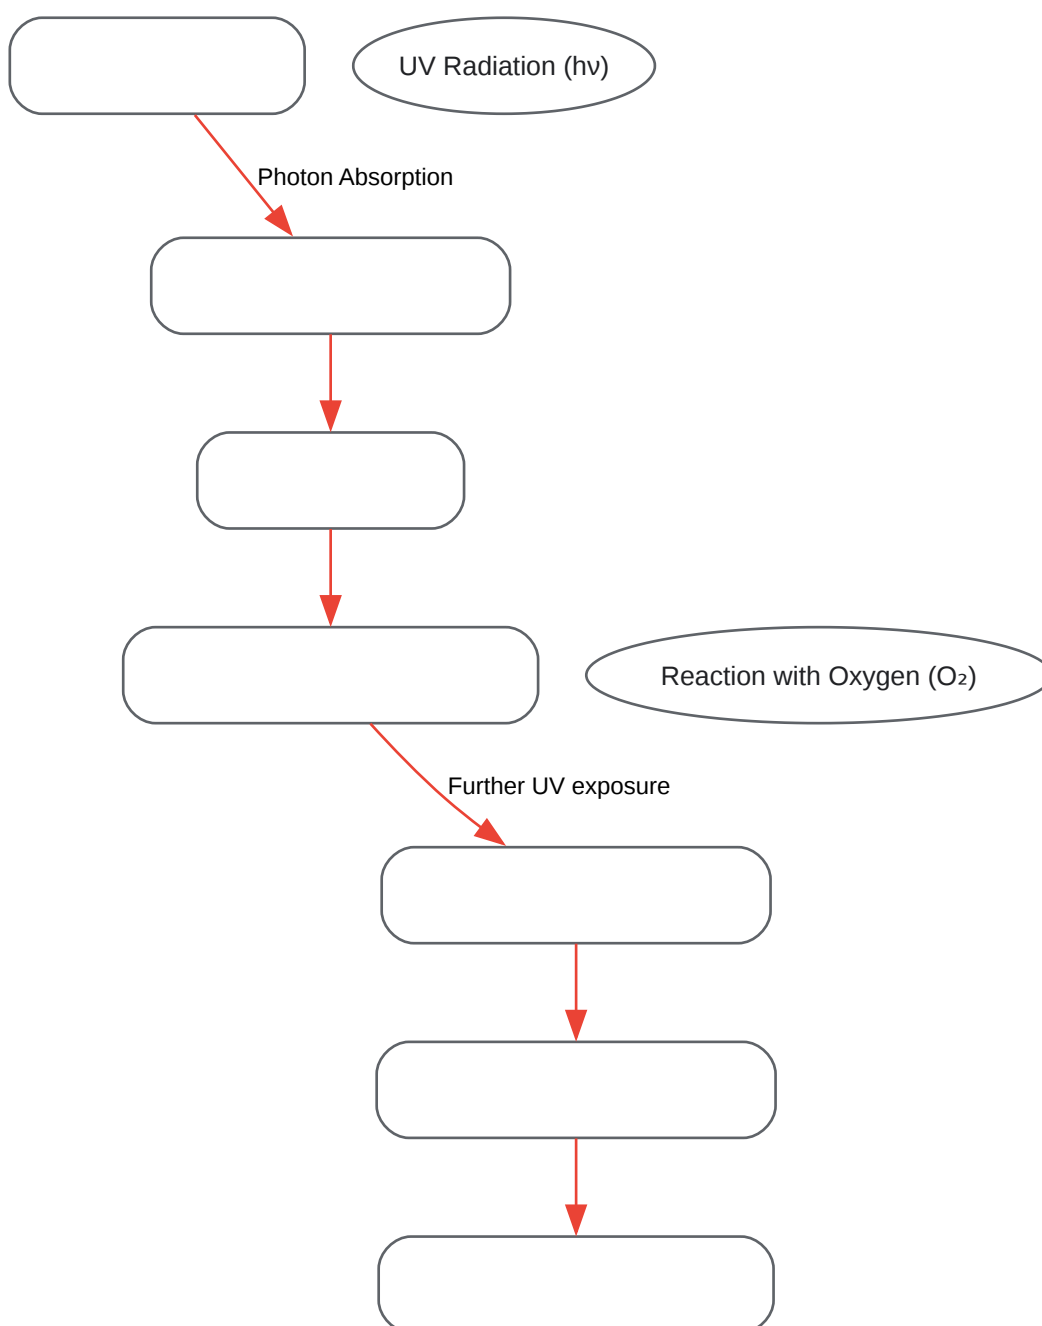 UV Radiation (hν)
Photon Absorption
Reaction with Oxygen (O₂)
Further UV exposure